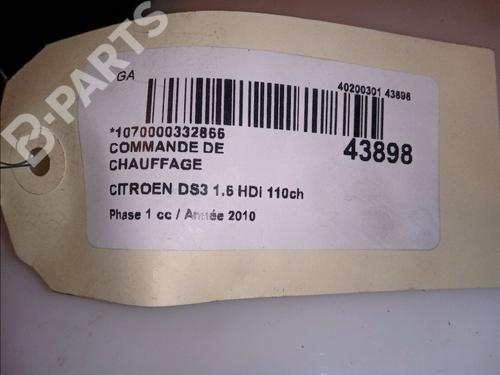 B-PARTS
GA
40200301 43898
*1070000332866
COMMANDE DE
CHAUFFAGE
43898
CITROEN DS3 1.6 HDi 110ch
Phase 1 cc / Année 2010